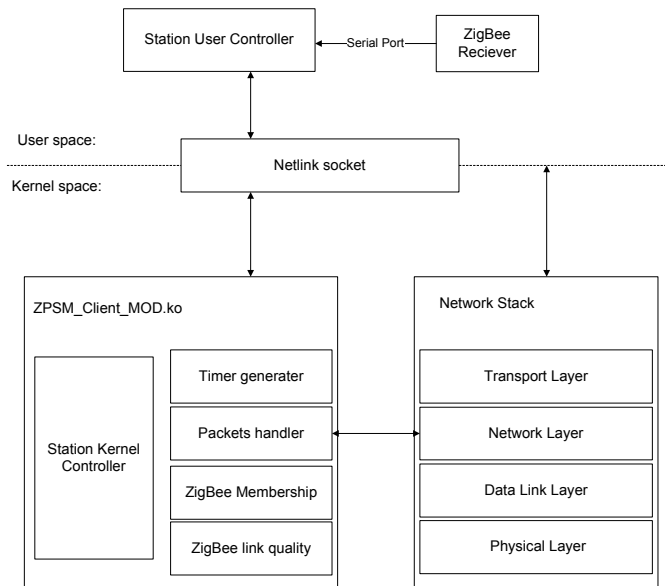 Station User Controller
Serial Port
ZigBee
Reciever
User space:
Netlink socket
Kernel space:
ZPSM_Client_MOD.ko
Station Kernel
Controller
Timer generater
Packets handler
ZigBee Membership
ZigBee link quality
Network Stack
Transport Layer
Network Layer
Data Link Layer
Physical Layer